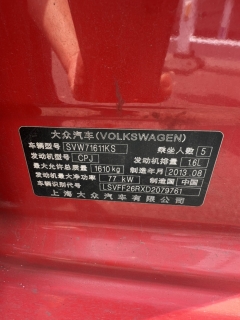 大众汽车(VOLKSWAGEN)
车辆型号 SVW71611KS 乘坐人数 5
发动机型号 CPJ 发动机排量 1.6L
最大允许总质量 1610kg 制造年月 2013.08
发动机最大净功率 77 kW 制造国 中国
车辆识别代号 LSVFF26RXD2079761
上海大众汽车有限公司